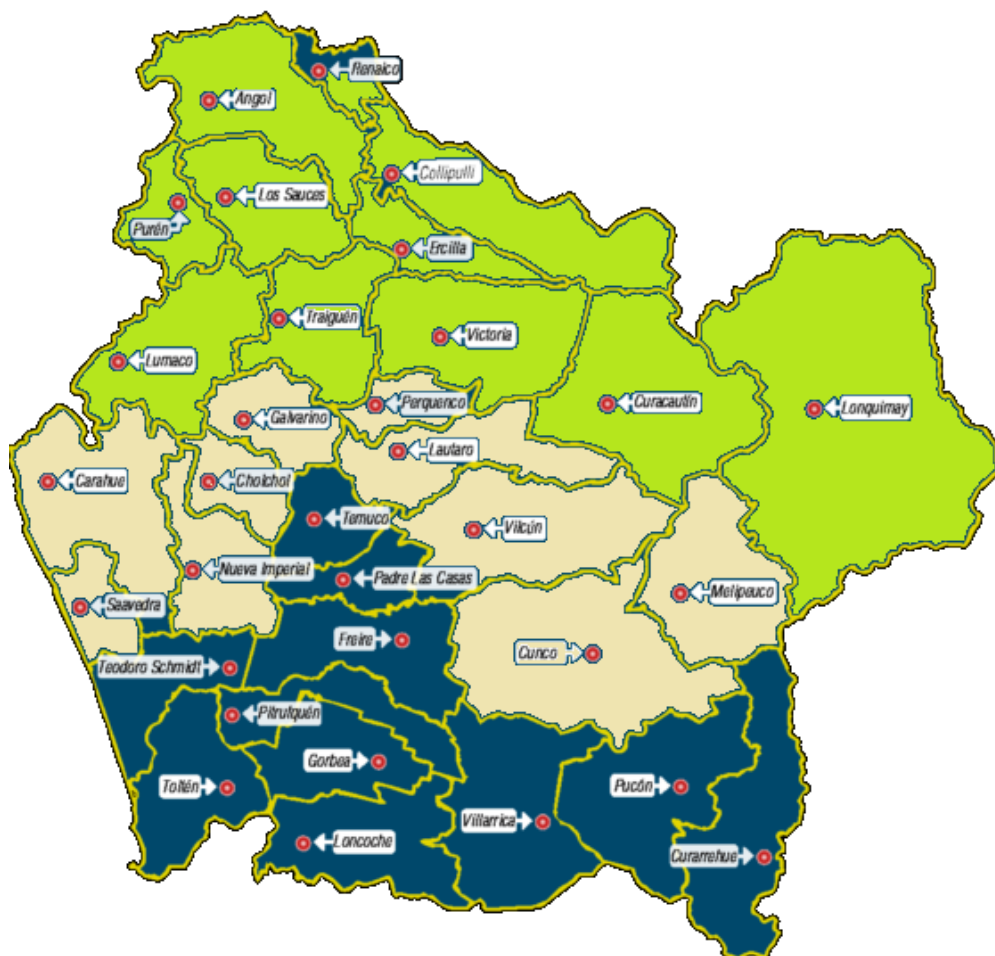 Renaico
Angol
Collipulli
Los Sauces
Purén
Ercilla
Traiguén
Victoria
Lumaco
Perquenco
Curacautín
Lonquimay
Galvarino
Lautaro
Carahue
Cholchol
Temuco
Vilcún
Nueva Imperial
Padre Las Casas
Melipeuco
Saavedra
Freire
Cunco
Teodoro Schmidt
Pitrufquén
Gorbea
Toltén
Pucón
Villarrica
Loncoche
Curarrehue